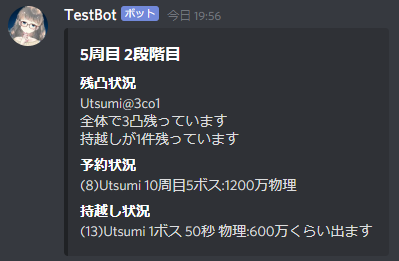 TestBot ボット 今日 19:56
5周目 2段階目
残凸状況
Utsumi@3co1
全体で3凸残っています
持越しが1件残っています
予約状況
(8)Utsumi 10周目5ボス:1200万物理
持越し状況
(13)Utsumi 1ボス 50秒 物理:600万くらい出ます